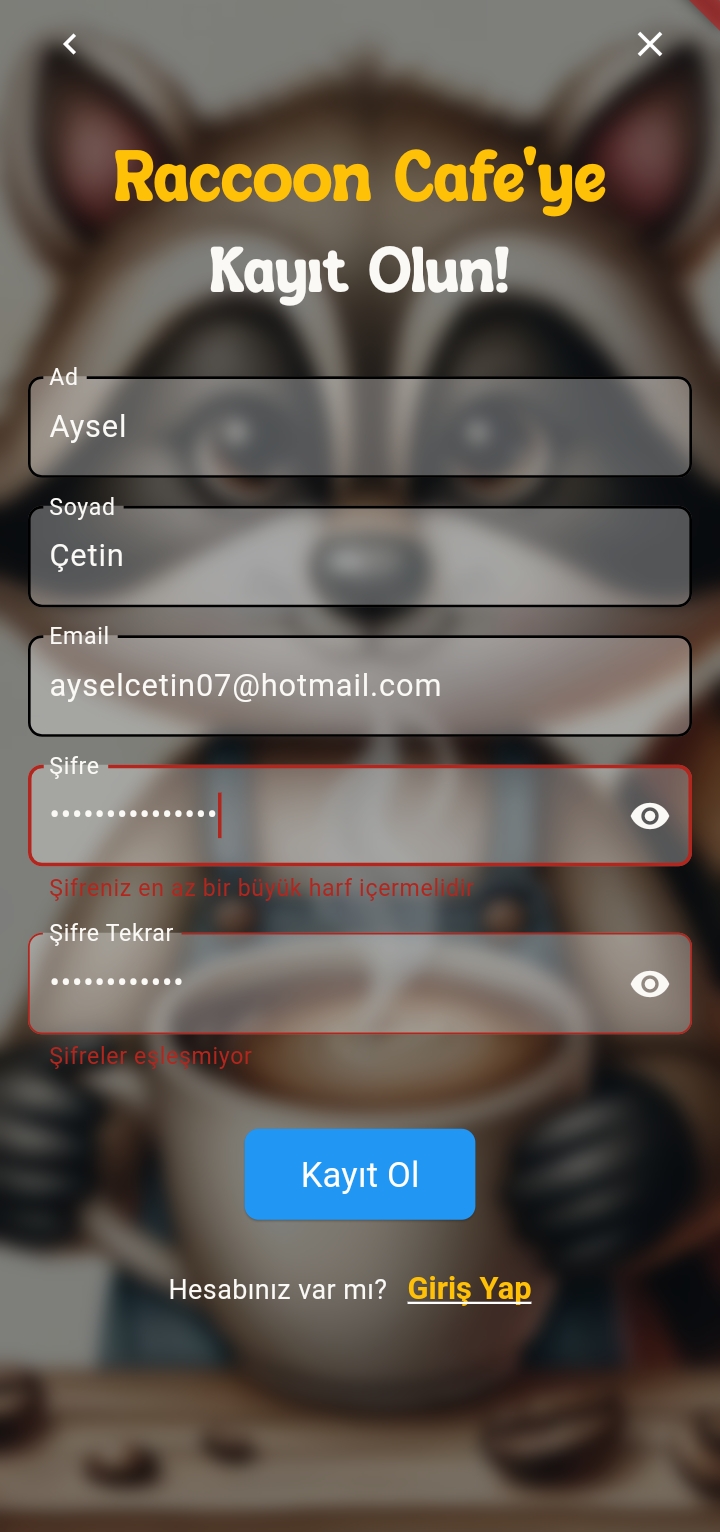 Raccoon Cafe'ye
Kayıt Olun!
Ad
Aysel
Soyad
Çetin
Email
ayselcetin07@hotmail.com
Şifre
•••••••••••••••
Şifreniz en az bir büyük harf içermelidir
Şifre Tekrar
••••••••••••
Şifreler eşleşmiyor
Kayıt Ol
Hesabınız var mı? Giriş Yap